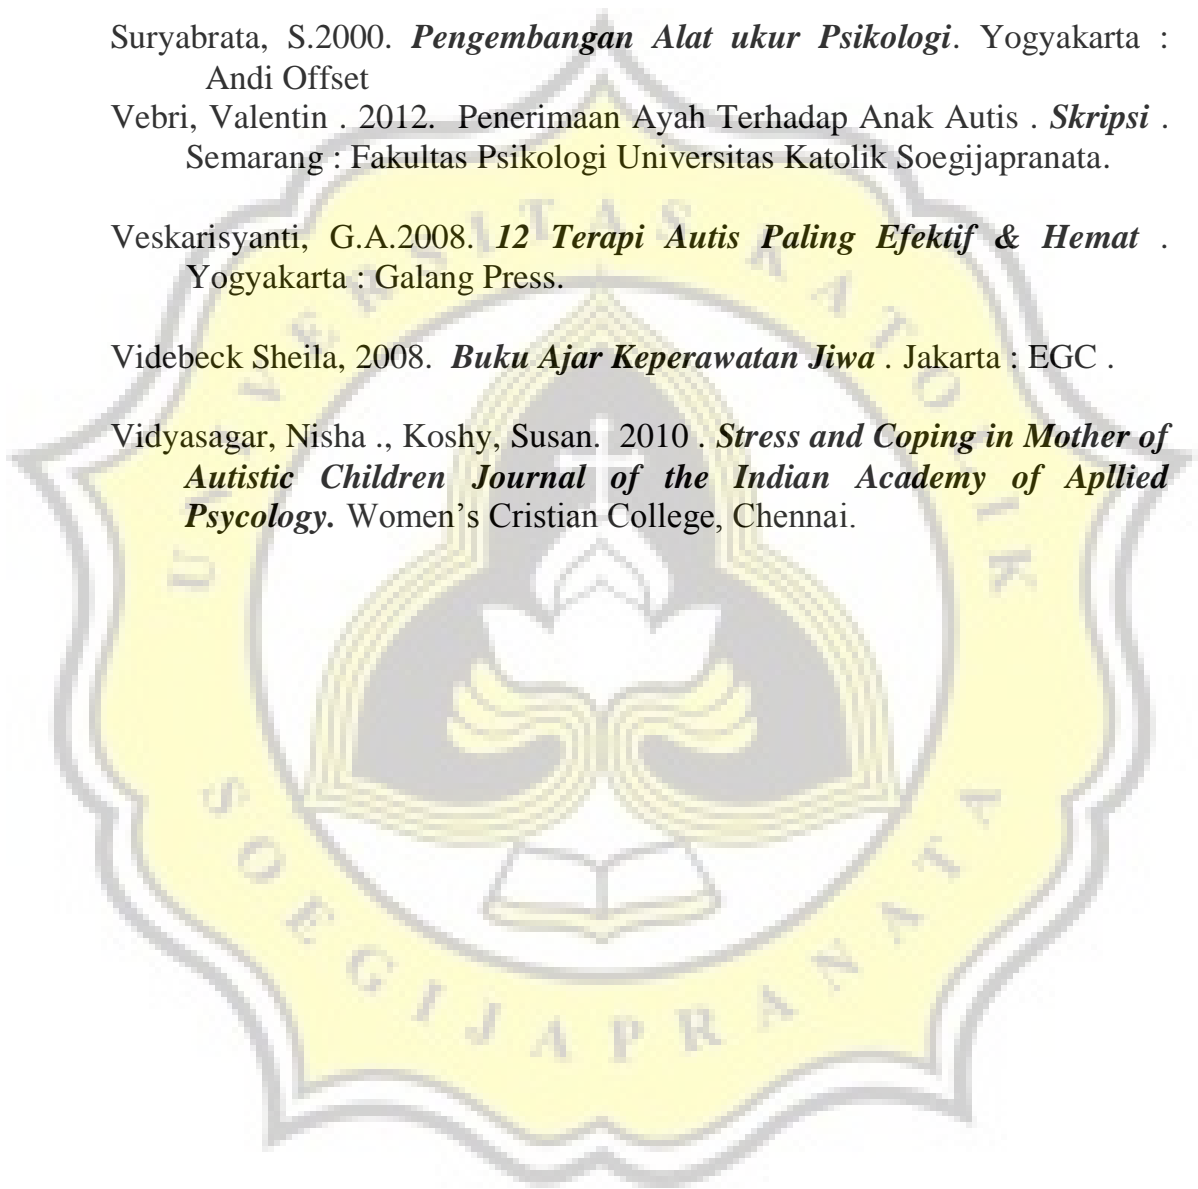 Suryabrata, S.2000. Pengembangan Alat ukur Psikologi. Yogyakarta :
Andi Offset
Vebri, Valentin . 2012. Penerimaan Ayah Terhadap Anak Autis . Skripsi .
Semarang : Fakultas Psikologi Universitas Katolik Soegijapranata.
Veskarisyanti, G.A.2008. 12 Terapi Autis Paling Efektif & Hemat .
Yogyakarta : Galang Press.
Videbeck Sheila, 2008. Buku Ajar Keperawatan Jiwa . Jakarta : EGC .
Vidyasagar, Nisha ., Koshy, Susan. 2010 . Stress and Coping in Mother of
Autistic Children Journal of the Indian Academy of Apllied
Psycology. Women’s Cristian College, Chennai.
UNIVERSITAS KATOLIK
SOEGIJAPRANATA